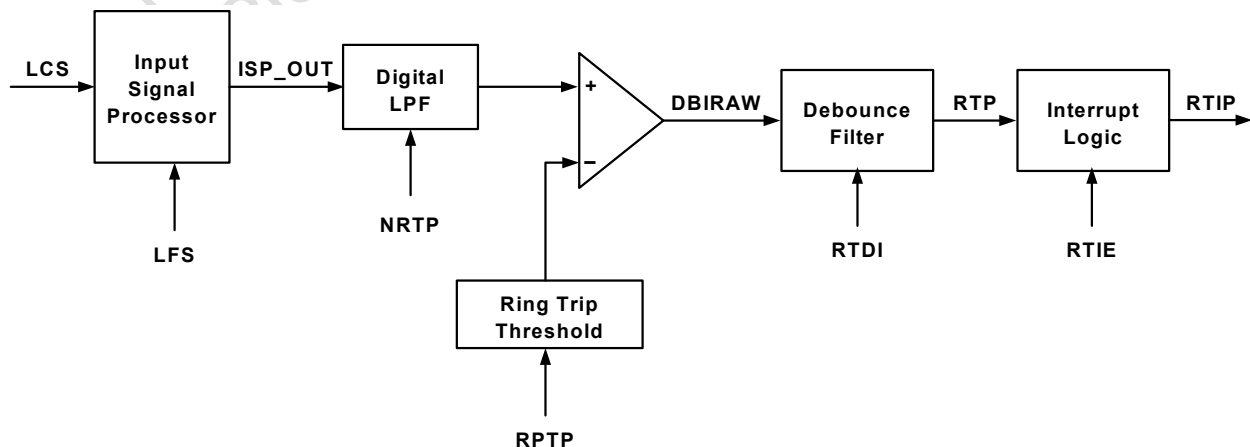 LCS
Input
Signal
Processor
ISP_OUT
Digital
LPF
+
–
DBIRAW
Debounce
Filter
RTP
Interrupt
Logic
RTIP
LFS
NRTP
RTDI
RTIE
Ring Trip
Threshold
RPTP